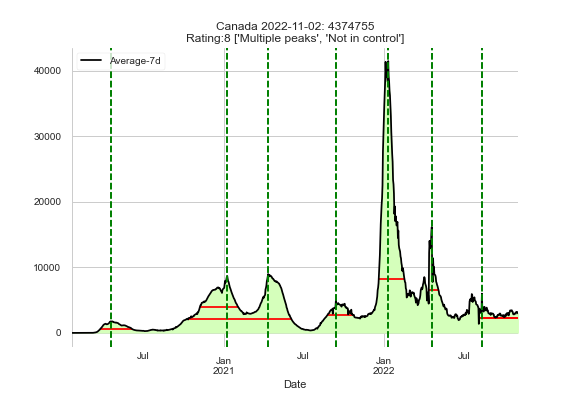 Canada 2022-11-02: 4374755
Rating:8 ['Multiple peaks', 'Not in control']
Average-7d
40000
30000
20000
10000
0
Jul
Jan
2021
Jul
Jan
2022
Jul
Date